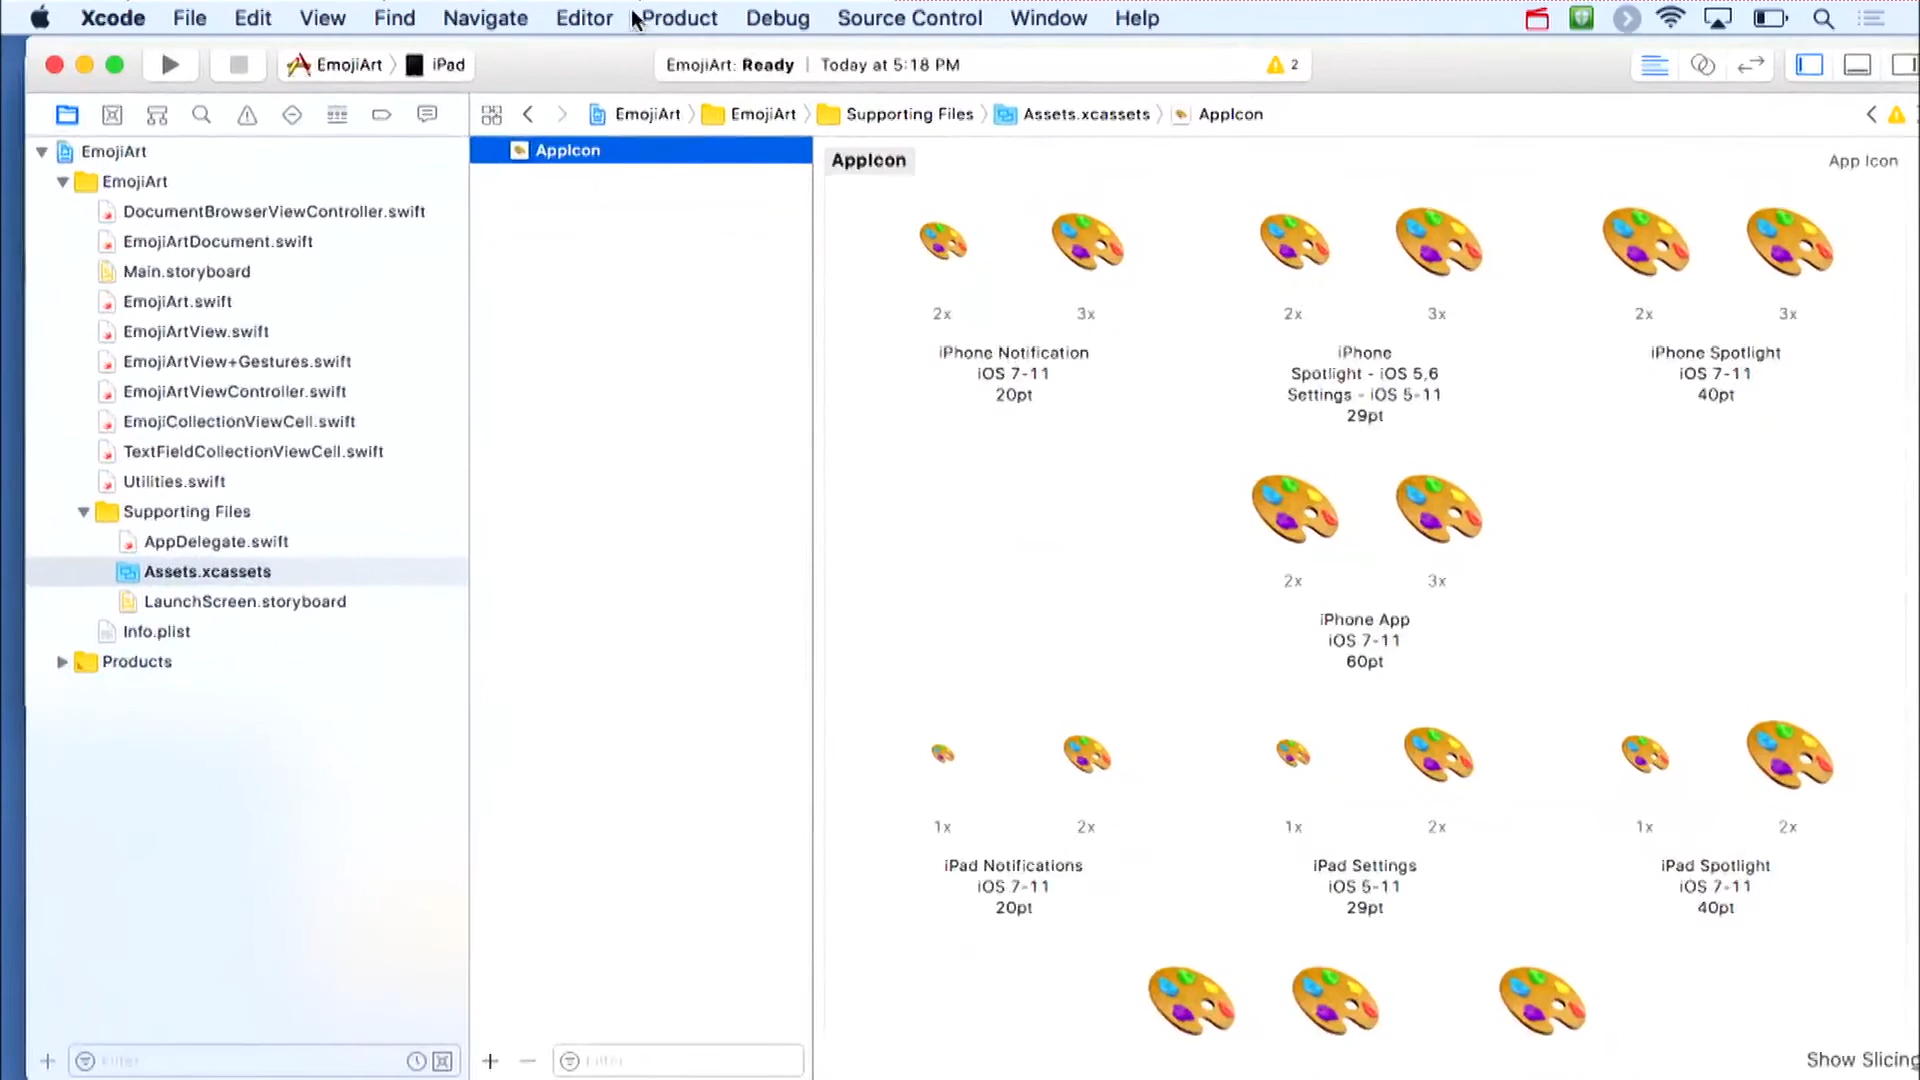 Xcode File Edit View Find Navigate Editor Product Debug Source Control Window Help
EmojiArt iPad
EmojiArt: Ready | Today at 5:18 PM
2
EmojiArt EmojiArt Supporting Files Assets.xcassets AppIcon
EmojiArt
EmojiArt
DocumentBrowserViewController.swift
EmojiArtDocument.swift
Main.storyboard
EmojiArt.swift
EmojiArtView.swift
EmojiArtView+Gestures.swift
EmojiArtViewController.swift
EmojiCollectionViewCell.swift
TextFieldCollectionViewCell.swift
Utilities.swift
Supporting Files
AppDelegate.swift
Assets.xcassets
LaunchScreen.storyboard
Info.plist
Products
Filter
AppIcon
Filter
AppIcon
App Icon
2x 3x 2x 3x 2x 3x
iPhone Notification
iOS 7-11
20pt
iPhone
Spotlight - iOS 5,6
Settings - iOS 5-11
29pt
iPhone Spotlight
iOS 7-11
40pt
2x 3x
iPhone App
iOS 7-11
60pt
1x 2x 1x 2x 1x 2x
iPad Notifications
iOS 7-11
20pt
iPad Settings
iOS 5-11
29pt
iPad Spotlight
iOS 7-11
40pt
Show Slicing